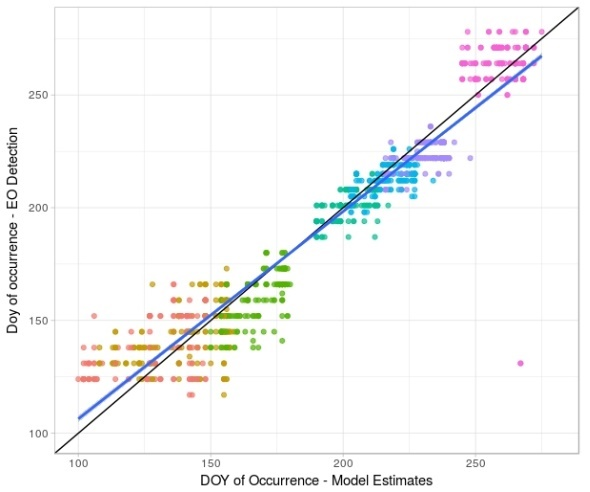 Doy of occurrence - EO Detection
250
200
150
100
100 150 200 250
DOY of Occurrence - Model Estimates